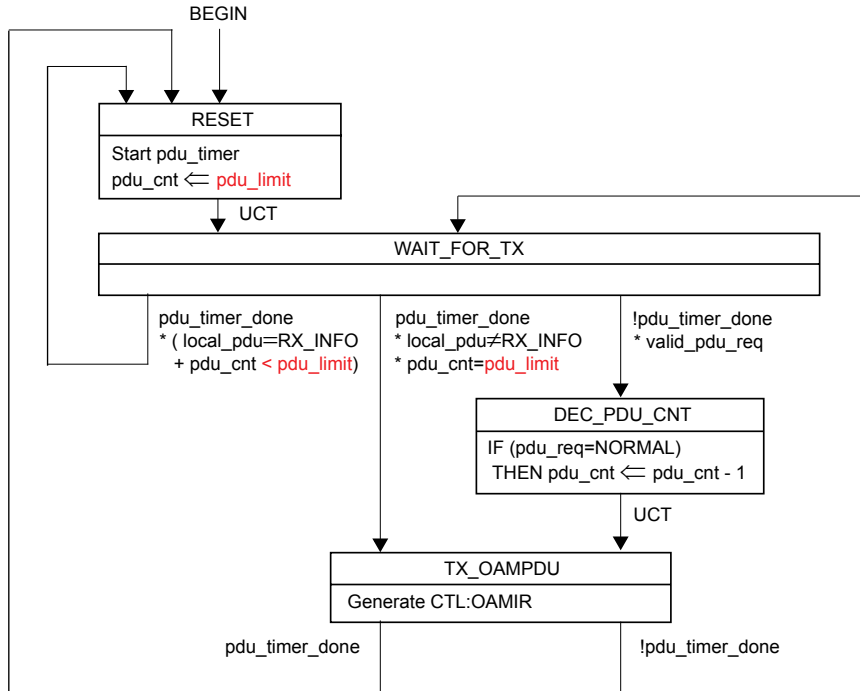 BEGIN
RESET
Start pdu_timer
pdu_cnt ⇐ pdu_limit
UCT
WAIT_FOR_TX
pdu_timer_done
* ( local_pdu=RX_INFO
+ pdu_cnt < pdu_limit)
pdu_timer_done
* local_pdu≠RX_INFO
* pdu_cnt=pdu_limit
!pdu_timer_done
* valid_pdu_req
DEC_PDU_CNT
IF (pdu_req=NORMAL)
THEN pdu_cnt ⇐ pdu_cnt - 1
UCT
TX_OAMPDU
Generate CTL:OAMIR
pdu_timer_done
!pdu_timer_done